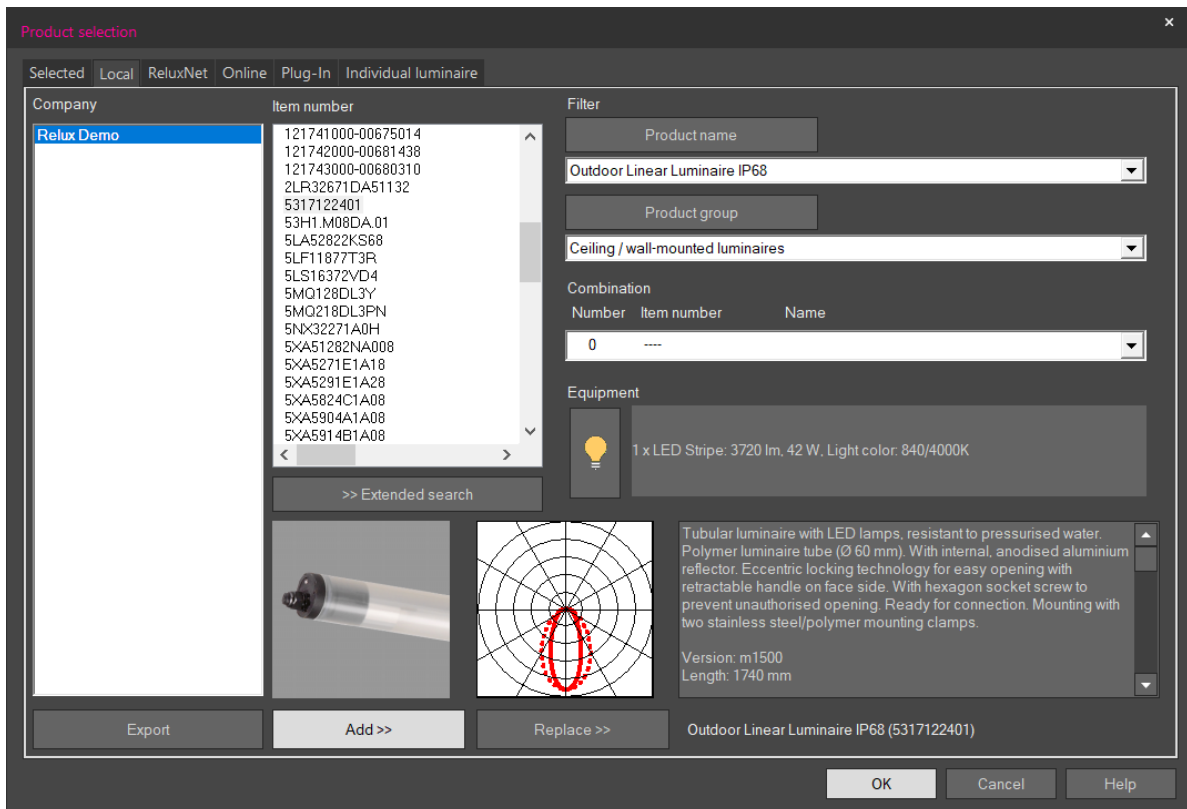 Product selection
×
Selected Local ReluxNet Online Plug-In Individual luminaire
Company
Relux Demo
Item number
121741000-00675014
121742000-00681438
121743000-00680310
2LR32671DA51132
5317122401
53H1.M08DA.01
5LA52822KS68
5LF11877T3R
5LS16372VD4
5MQ128DL3Y
5MQ218DL3PN
5NX32271A0H
5XA51282NA008
5XA5271E1A18
5XA5291E1A28
5XA5824C1A08
5XA5904A1A08
5XA5914B1A08
>> Extended search
Filter
Product name
Outdoor Linear Luminaire IP68
Product group
Ceiling / wall-mounted luminaires
Combination
Number Item number Name
0 ----
Equipment
1 x LED Stripe: 3720 lm, 42 W, Light color: 840/4000K
Tubular luminaire with LED lamps, resistant to pressurised water.
Polymer luminaire tube (Ø 60 mm). With internal, anodised aluminium
reflector. Eccentric locking technology for easy opening with
retractable handle on face side. With hexagon socket screw to
prevent unauthorised opening. Ready for connection. Mounting with
two stainless steel/polymer mounting clamps.
Version: m1500
Length: 1740 mm
Export
Add >>
Replace >>
Outdoor Linear Luminaire IP68 (5317122401)
OK
Cancel
Help